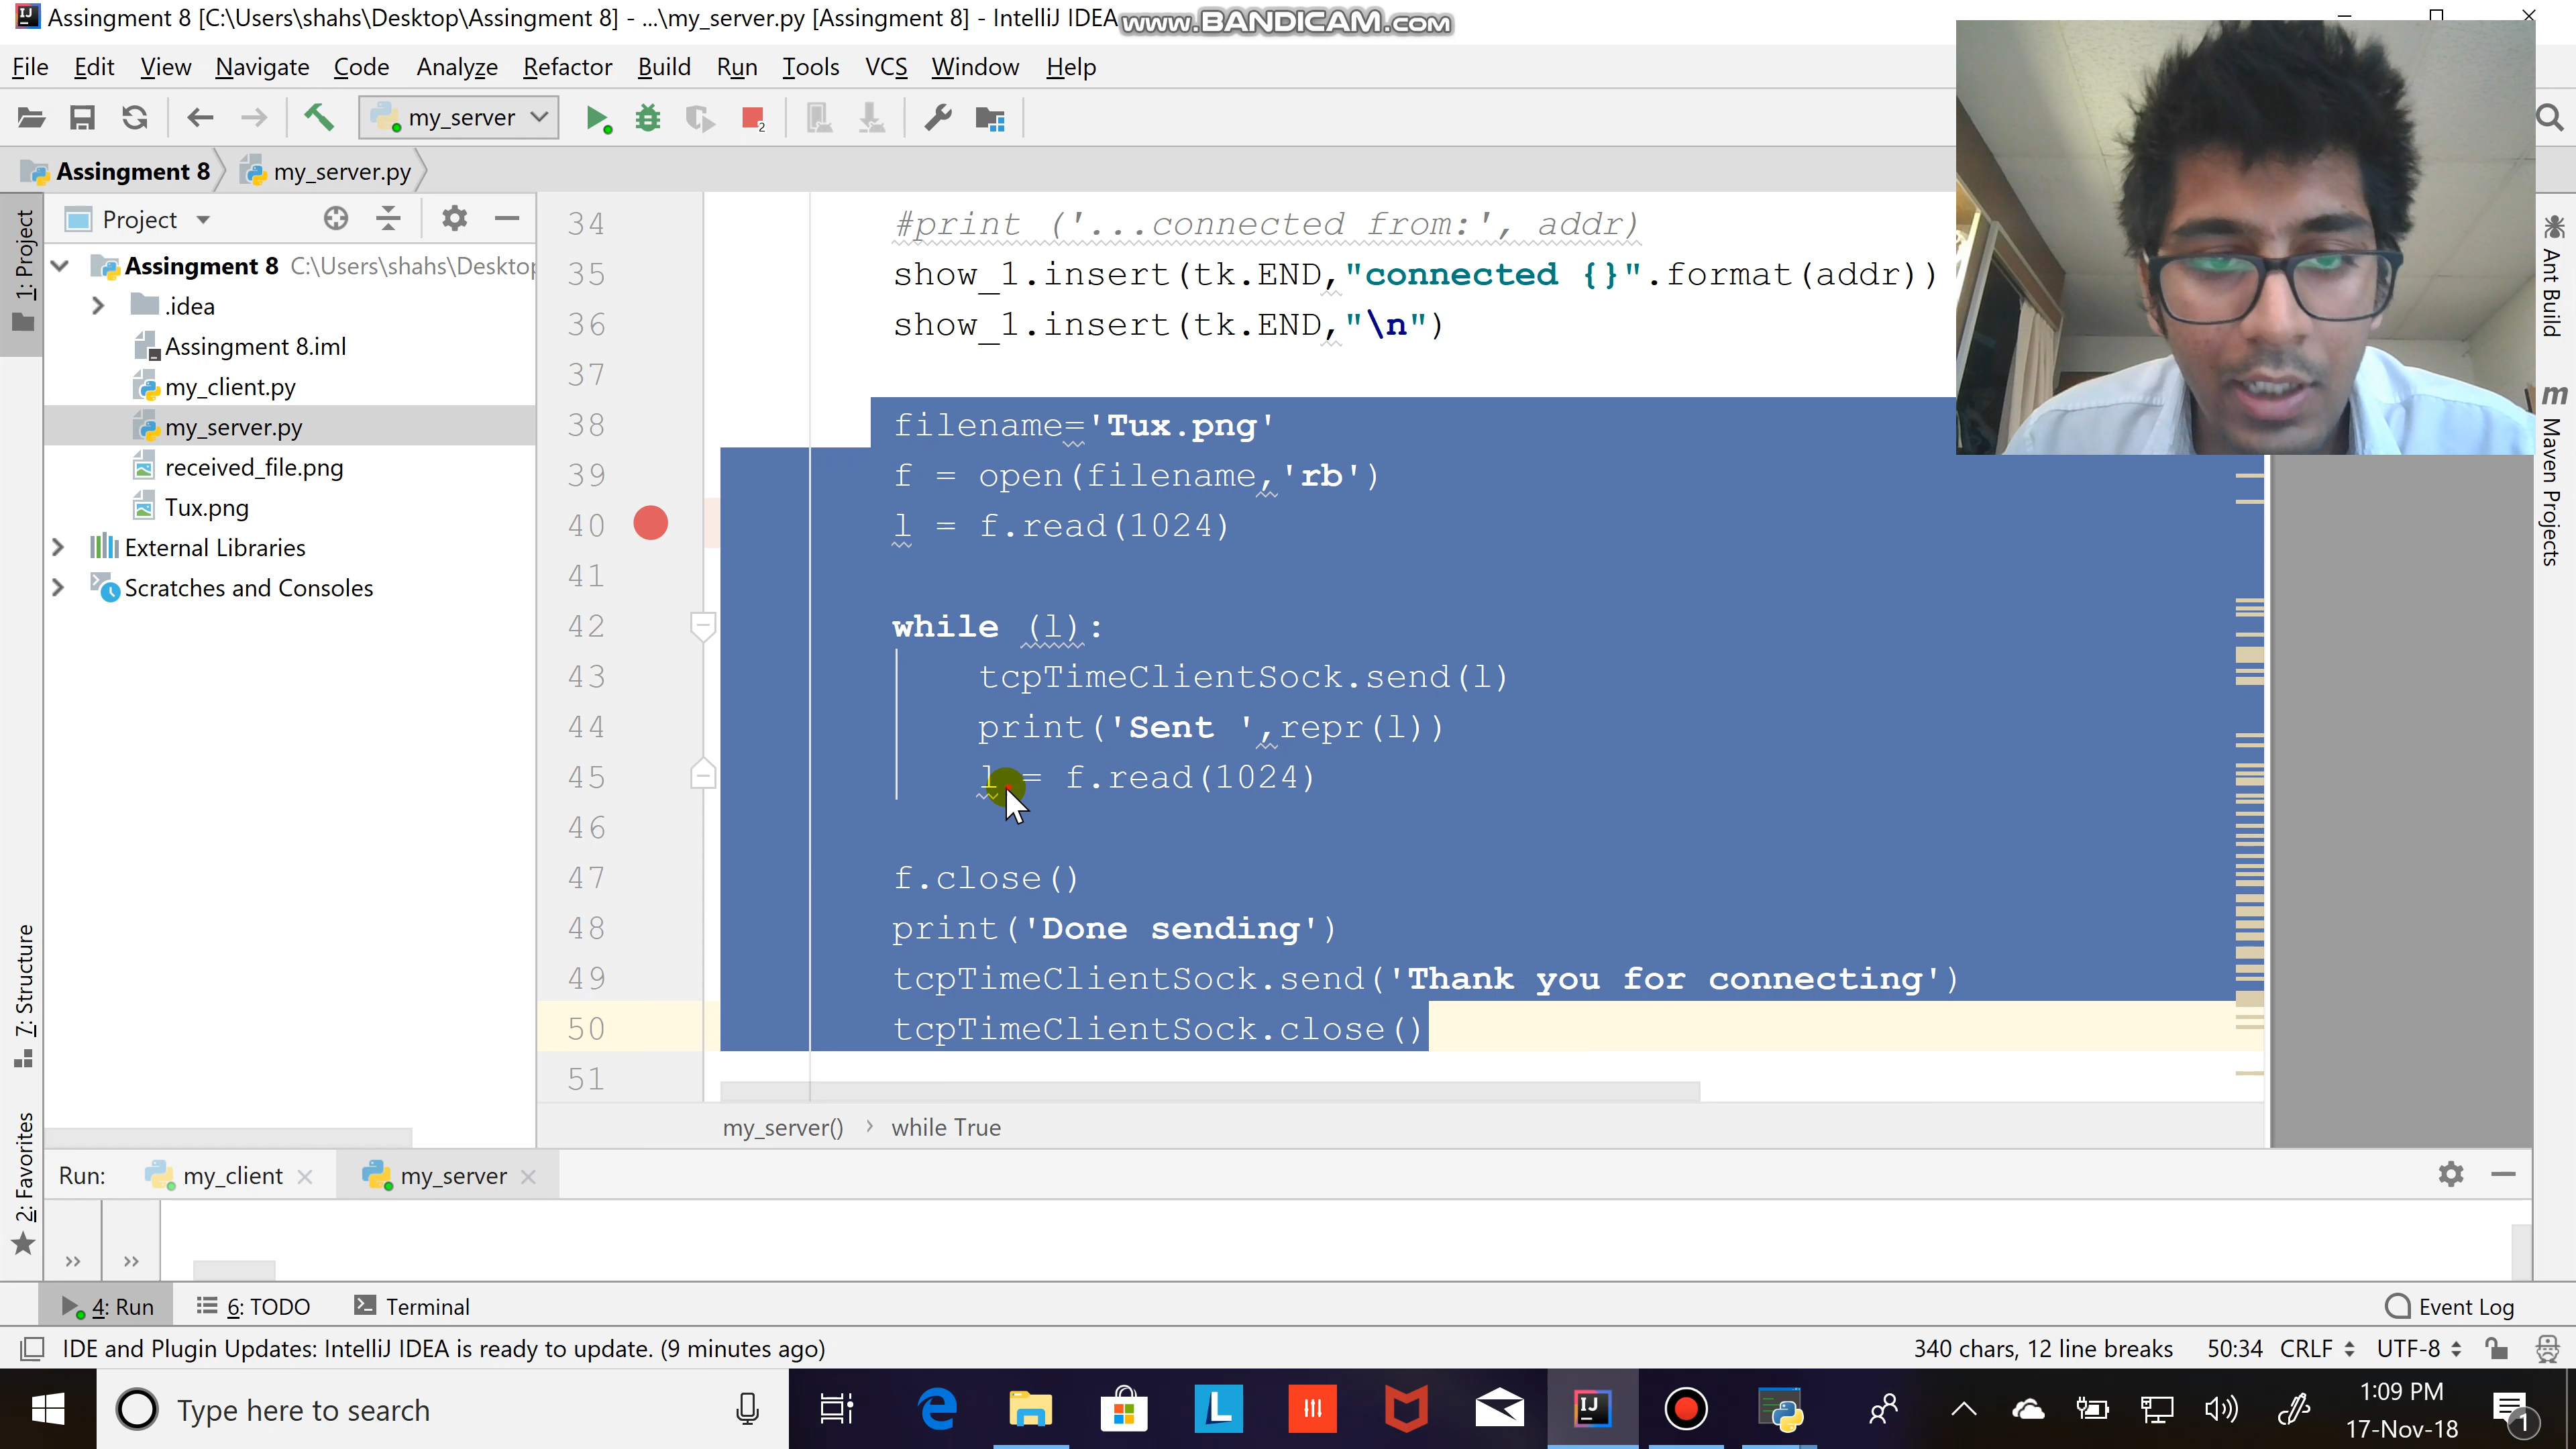 Assingment 8 [C:\Users\shahs\Desktop\Assingment 8] - ...\my_server.py [Assingment 8] - IntelliJ IDEA
www.BANDICAM.com
File Edit View Navigate Code Analyze Refactor Build Run Tools VCS Window Help
my_server
2
Assingment 8 my_server.py
1: Project
Project
Assingment 8 C:\Users\shahs\Desktop
.idea
Assingment 8.iml
my_client.py
my_server.py
received_file.png
Tux.png
External Libraries
Scratches and Consoles
7: Structure
2: Favorites
34 #print ('...connected from:', addr)
35 show_1.insert(tk.END,"connected {}".format(addr))
36 show_1.insert(tk.END,"\n")
37
38 filename='Tux.png'
39 f = open(filename,'rb')
40 l = f.read(1024)
41
42 while (l):
43 tcpTimeClientSock.send(l)
44 print('Sent ',repr(l))
45 l = f.read(1024)
46
47 f.close()
48 print('Done sending')
49 tcpTimeClientSock.send('Thank you for connecting')
50 tcpTimeClientSock.close()
51
my_server() › while True
Ant Build
m Maven Projects
Run: my_client my_server
4: Run 6: TODO Terminal Event Log
IDE and Plugin Updates: IntelliJ IDEA is ready to update. (9 minutes ago) 340 chars, 12 line breaks 50:34 CRLF UTF-8
Type here to search
L
IJ
1:09 PM
17-Nov-18
1